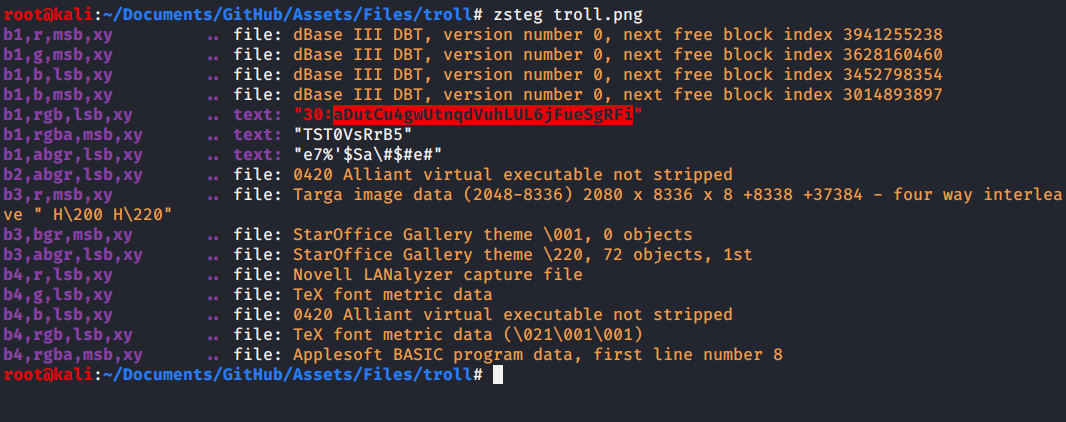 root@kali:~/Documents/GitHub/Assets/Files/troll# zsteg troll.png
b1,r,msb,xy .. file: dBase III DBT, version number 0, next free block index 3941255238
b1,g,msb,xy .. file: dBase III DBT, version number 0, next free block index 3628160460
b1,b,lsb,xy .. file: dBase III DBT, version number 0, next free block index 3452798354
b1,b,msb,xy .. file: dBase III DBT, version number 0, next free block index 3014893897
b1,rgb,lsb,xy .. text: "30:aDutCu4gwUtnqdVuhLUL6jFueSgRFi"
b1,rgba,msb,xy .. text: "TST0VsRrB5"
b1,abgr,lsb,xy .. text: "e7%'$Sa\#$#e#"
b2,abgr,lsb,xy .. file: 0420 Alliant virtual executable not stripped
b3,r,msb,xy .. file: Targa image data (2048-8336) 2080 x 8336 x 8 +8338 +37384 - four way interlea
ve " H\200 H\220"
b3,bgr,msb,xy .. file: StarOffice Gallery theme \001, 0 objects
b3,abgr,lsb,xy .. file: StarOffice Gallery theme \220, 72 objects, 1st
b4,r,lsb,xy .. file: Novell LANalyzer capture file
b4,g,lsb,xy .. file: TeX font metric data
b4,b,lsb,xy .. file: 0420 Alliant virtual executable not stripped
b4,rgb,lsb,xy .. file: TeX font metric data (\021\001\001)
b4,rgba,msb,xy .. file: Applesoft BASIC program data, first line number 8
root@kali:~/Documents/GitHub/Assets/Files/troll#